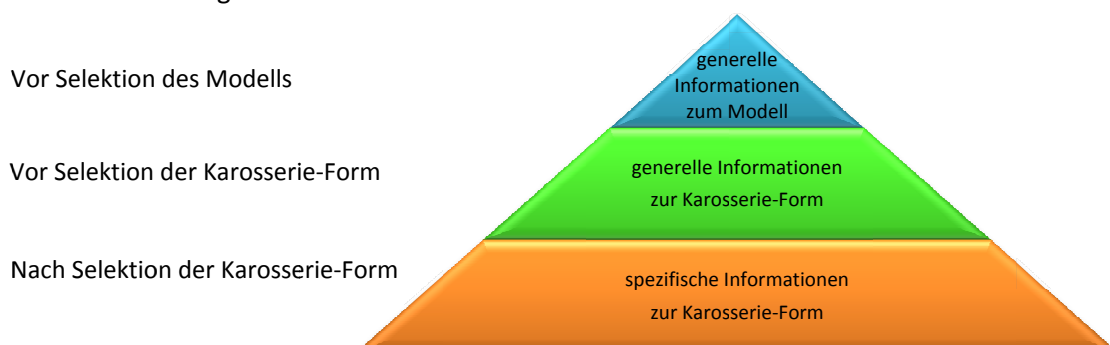 Vor Selektion des Modells
generelle
Informationen
zum Modell
Vor Selektion der Karosserie-Form
generelle Informationen
zur Karosserie-Form
Nach Selektion der Karosserie-Form
spezifische Informationen
zur Karosserie-Form